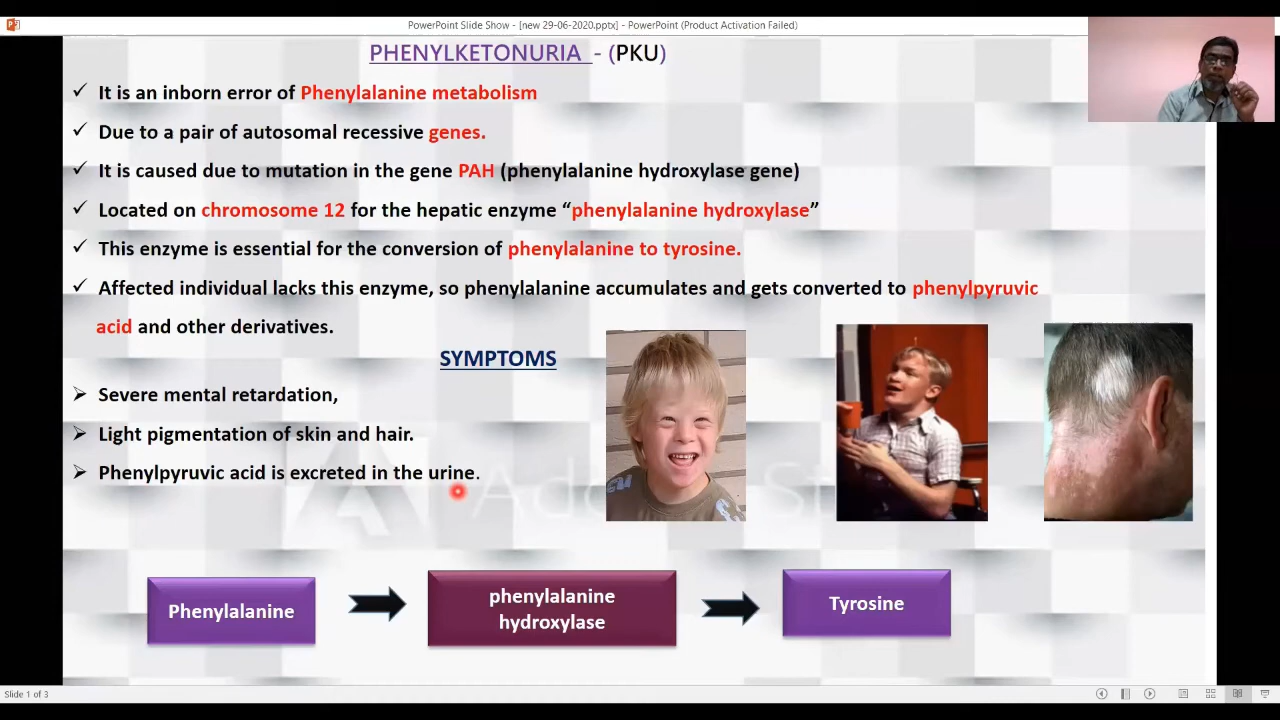 PowerPoint Slide Show - [new 29-06-2020.pptx] - PowerPoint (Product Activation Failed)
PHENYLKETONURIA - (PKU)
✓ It is an inborn error of Phenylalanine metabolism
✓ Due to a pair of autosomal recessive genes.
✓ It is caused due to mutation in the gene PAH (phenylalanine hydroxylase gene)
✓ Located on chromosome 12 for the hepatic enzyme “phenylalanine hydroxylase”
✓ This enzyme is essential for the conversion of phenylalanine to tyrosine.
✓ Affected individual lacks this enzyme, so phenylalanine accumulates and gets converted to phenylpyruvic
acid and other derivatives.
SYMPTOMS
➢ Severe mental retardation,
➢ Light pigmentation of skin and hair.
➢ Phenylpyruvic acid is excreted in the urine.
Phenylalanine
phenylalanine
hydroxylase
Tyrosine
Slide 1 of 3